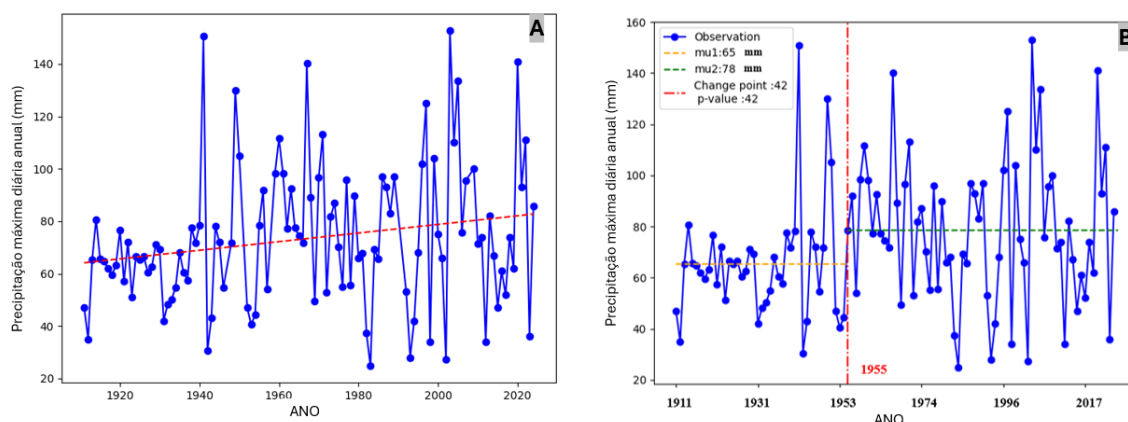 A
Precipitação máxima diária anual (mm)
140
120
100
80
60
40
20
1920
1940
1960
1980
2000
2020
ANO
B
Precipitação máxima diária anual (mm)
160
140
120
100
80
60
40
20
Observation
mu1:65 mm
mu2:78 mm
Change point :42
p-value :42
1955
1911
1931
1953
1974
1996
2017
ANO